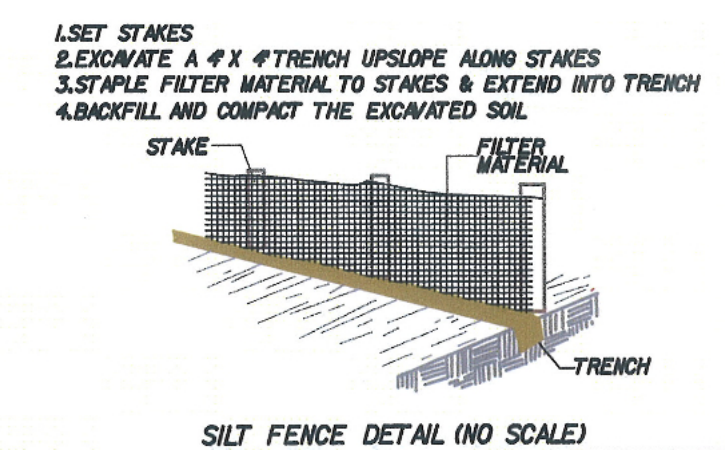 1.SET STAKES
2.EXCAVATE A 4" X 4" TRENCH UPSLOPE ALONG STAKES
3.STAPLE FILTER MATERIAL TO STAKES & EXTEND INTO TRENCH
4.BACKFILL AND COMPACT THE EXCAVATED SOIL
STAKE
FILTER
MATERIAL
TRENCH
SILT FENCE DETAIL (NO SCALE)